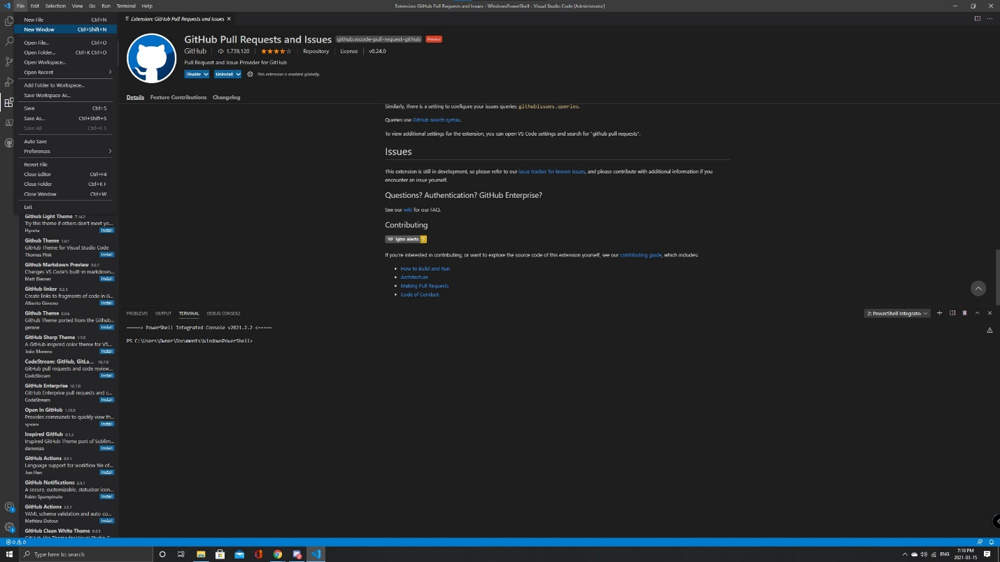 File Edit Selection View Go Run Terminal Help
Extension: GitHub Pull Requests and Issues - WindowsPowerShell - Visual Studio Code [Administrator]
New File Ctrl+N
New Window Ctrl+Shift+N
Open File... Ctrl+O
Open Folder... Ctrl+K Ctrl+O
Open Workspace...
Open Recent
Add Folder to Workspace...
Save Workspace As...
Save Ctrl+S
Save As... Ctrl+Shift+S
Save All Ctrl+K S
Auto Save
Preferences
Revert File
Close Editor Ctrl+F4
Close Folder Ctrl+K F
Close Window Ctrl+W
Exit
Github Light Theme 7.14.2
Try this theme if others don't meet yo...
Hyzeta Install
Github Theme 1.0.1
GitHub Theme for Visual Studio Code
Thomas Pink Install
Github Markdown Preview 0.0.2
Changes VS Code's built-in markdown...
Matt Bierner Install
GitHub linker 0.2.3
Create links to fragments of code in G...
Alberto Gimeno Install
Github Theme 0.0.6
Github Theme ported from the Github...
gerane Install
GitHub Sharp Theme 1.5.0
A GitHub inspired color theme for VS...
João Moreno Install
CodeStream: GitHub, GitLa... 10.7.0
GitHub pull requests and code review...
CodeStream Install
GitHub Enterprise 10.7.0
GitHub Enterprise pull requests and c...
CodeStream Install
Open In GitHub 1.15.0
Provides commands to quickly view th...
sysoev Install
Inspired GitHub 0.1.3
Inspired GitHub Theme port of Sublim...
dareenzo Install
GitHub Actions 0.0.1
Language support for workflow file of...
Jun Han Install
GitHub Notifications 2.3.1
A secure, customizable, statusbar icon...
Fabio Spampinato Install
GitHub Actions 3.0.1
YAML schema validation and auto-co...
Mathieu Dutour Install
GitHub Clean White Theme 0.0.3
Extension: GitHub Pull Requests and Issues
GitHub Pull Requests and Issues github.vscode-pull-request-github Preview
GitHub 1,739,120 Repository License v0.24.0
Pull Request and Issue Provider for GitHub
Disable Uninstall This extension is enabled globally.
Details Feature Contributions Changelog
Similarly, there is a setting to configure your issues queries: githubIssues.queries.
Queries use GitHub search syntax.
To view additional settings for the extension, you can open VS Code settings and search for "github pull requests".
Issues
This extension is still in development, so please refer to our issue tracker for known issues, and please contribute with additional information if you
encounter an issue yourself.
Questions? Authentication? GitHub Enterprise?
See our wiki for our FAQ.
Contributing
lgtm alerts 5
If you're interested in contributing, or want to explore the source code of this extension yourself, see our contributing guide, which includes:
How to Build and Run
Architecture
Making Pull Requests
Code of Conduct
PROBLEMS OUTPUT TERMINAL DEBUG CONSOLE 2: PowerShell Integrate
=====> PowerShell Integrated Console v2021.2.2 <=====
PS C:\Users\Owner\Documents\WindowsPowerShell>
1
1
0 0
Type here to search
ENG 7:10 PM
2021-03-15